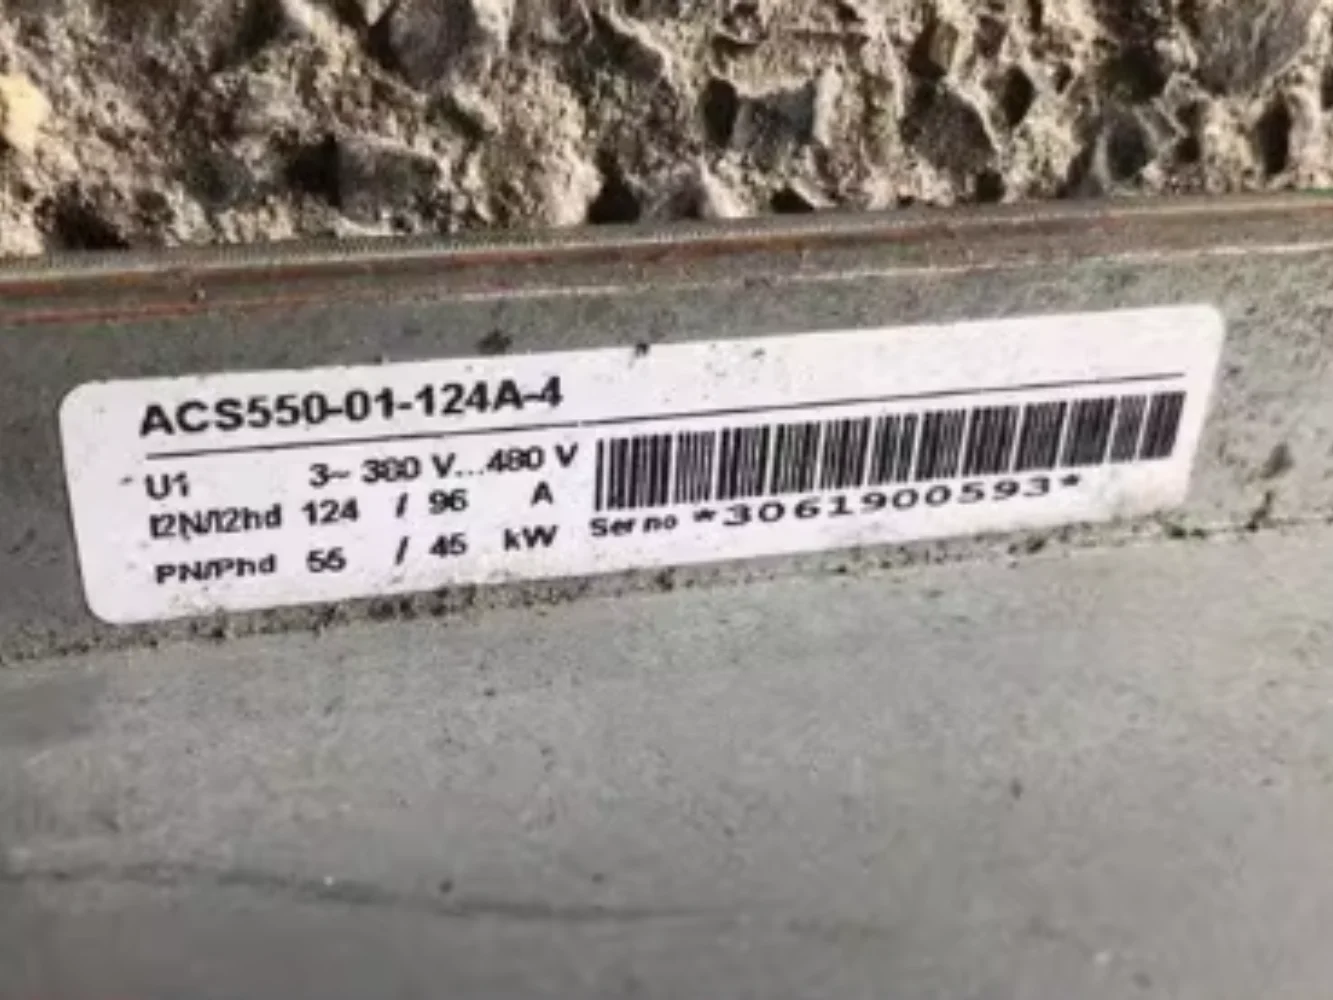 ACS550-01-124A-4
U1 3~ 380 V...480 V
I2N/I2hd 124 / 96 A
PN/Phd 55 / 45 kW
Ser no *3061900593*